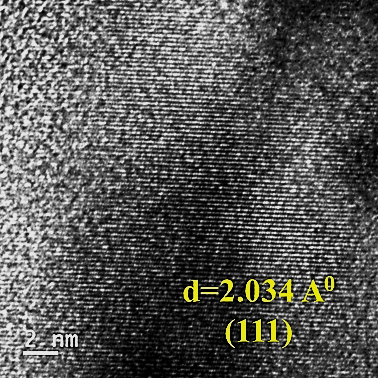 d=2.034 A⁰
(111)
2 nm